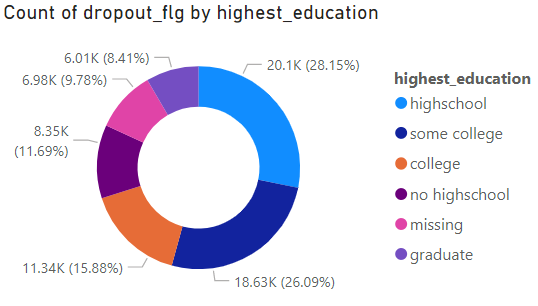 Count of dropout_flg by highest_education
6.01K (8.41%)
20.1K (28.15%)
6.98K (9.78%)
8.35K
(11.69%)
11.34K (15.88%)
18.63K (26.09%)
highest_education
highschool
some college
college
no highschool
missing
graduate